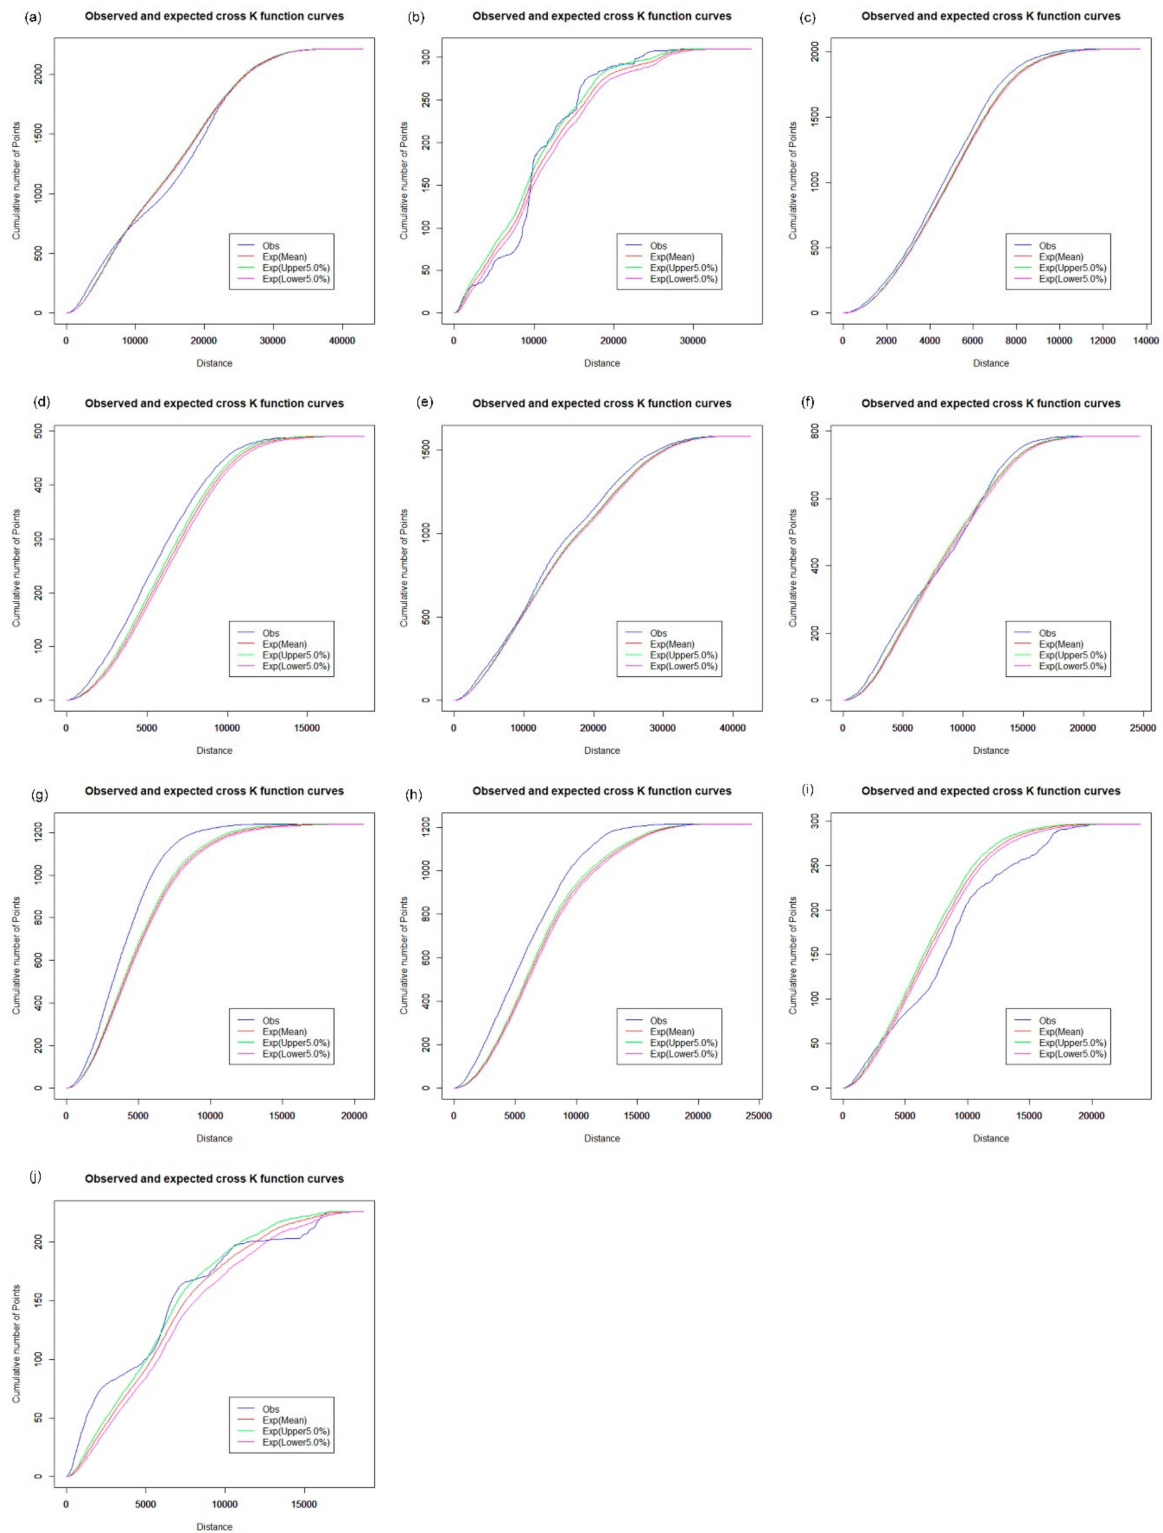 (a) Observed and expected cross K function curves
Cumulative number of Points
0 500 1000 1500 2000
Obs
Exp(Mean)
Exp(Upper5.0%)
Exp(Lower5.0%)
0 10000 20000 30000 40000
Distance
(b) Observed and expected cross K function curves
Cumulative number of Points
0 50 100 150 200 250 300
Obs
Exp(Mean)
Exp(Upper5.0%)
Exp(Lower5.0%)
0 10000 20000 30000
Distance
(c) Observed and expected cross K function curves
Cumulative number of Points
0 500 1000 1500 2000
Obs
Exp(Mean)
Exp(Upper5.0%)
Exp(Lower5.0%)
0 2000 4000 6000 8000 10000 12000 14000
Distance
(d) Observed and expected cross K function curves
Cumulative number of Points
0 100 200 300 400 500
Obs
Exp(Mean)
Exp(Upper5.0%)
Exp(Lower5.0%)
0 5000 10000 15000
Distance
(e) Observed and expected cross K function curves
Cumulative number of Points
0 500 1000 1500
Obs
Exp(Mean)
Exp(Upper5.0%)
Exp(Lower5.0%)
0 10000 20000 30000 40000
Distance
(f) Observed and expected cross K function curves
Cumulative number of Points
0 200 400 600 800
Obs
Exp(Mean)
Exp(Upper5.0%)
Exp(Lower5.0%)
0 5000 10000 15000 20000 25000
Distance
(g) Observed and expected cross K function curves
Cumulative number of Points
0 200 400 600 800 1000 1200
Obs
Exp(Mean)
Exp(Upper5.0%)
Exp(Lower5.0%)
0 5000 10000 15000 20000
Distance
(h) Observed and expected cross K function curves
Cumulative number of Points
0 200 400 600 800 1000 1200
Obs
Exp(Mean)
Exp(Upper5.0%)
Exp(Lower5.0%)
0 5000 10000 15000 20000 25000
Distance
(i) Observed and expected cross K function curves
Cumulative number of Points
0 50 100 150 200 250 300
Obs
Exp(Mean)
Exp(Upper5.0%)
Exp(Lower5.0%)
0 5000 10000 15000 20000
Distance
(j) Observed and expected cross K function curves
Cumulative number of Points
0 50 100 150 200
Obs
Exp(Mean)
Exp(Upper5.0%)
Exp(Lower5.0%)
0 5000 10000 15000
Distance